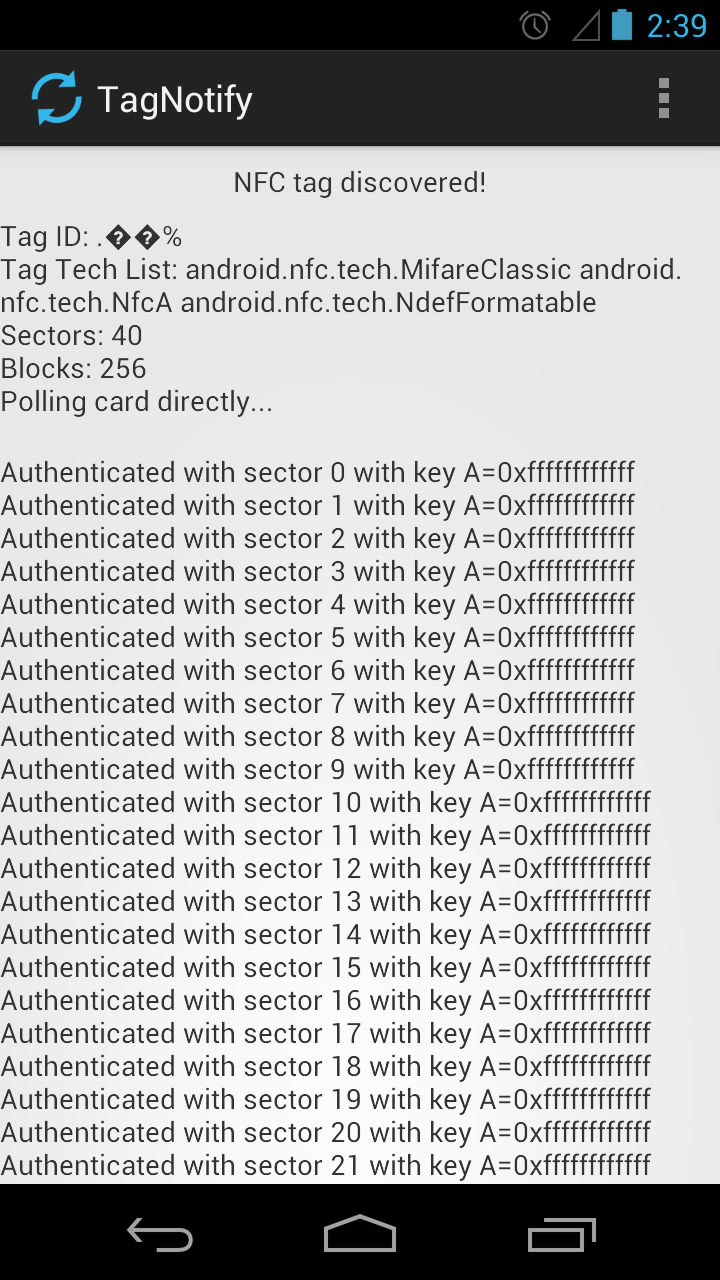 2:39
TagNotify
NFC tag discovered!
Tag ID: .��%
Tag Tech List: android.nfc.tech.MifareClassic android.
nfc.tech.NfcA android.nfc.tech.NdefFormatable
Sectors: 40
Blocks: 256
Polling card directly...
Authenticated with sector 0 with key A=0xffffffffffff
Authenticated with sector 1 with key A=0xffffffffffff
Authenticated with sector 2 with key A=0xffffffffffff
Authenticated with sector 3 with key A=0xffffffffffff
Authenticated with sector 4 with key A=0xffffffffffff
Authenticated with sector 5 with key A=0xffffffffffff
Authenticated with sector 6 with key A=0xffffffffffff
Authenticated with sector 7 with key A=0xffffffffffff
Authenticated with sector 8 with key A=0xffffffffffff
Authenticated with sector 9 with key A=0xffffffffffff
Authenticated with sector 10 with key A=0xffffffffffff
Authenticated with sector 11 with key A=0xffffffffffff
Authenticated with sector 12 with key A=0xffffffffffff
Authenticated with sector 13 with key A=0xffffffffffff
Authenticated with sector 14 with key A=0xffffffffffff
Authenticated with sector 15 with key A=0xffffffffffff
Authenticated with sector 16 with key A=0xffffffffffff
Authenticated with sector 17 with key A=0xffffffffffff
Authenticated with sector 18 with key A=0xffffffffffff
Authenticated with sector 19 with key A=0xffffffffffff
Authenticated with sector 20 with key A=0xffffffffffff
Authenticated with sector 21 with key A=0xffffffffffff